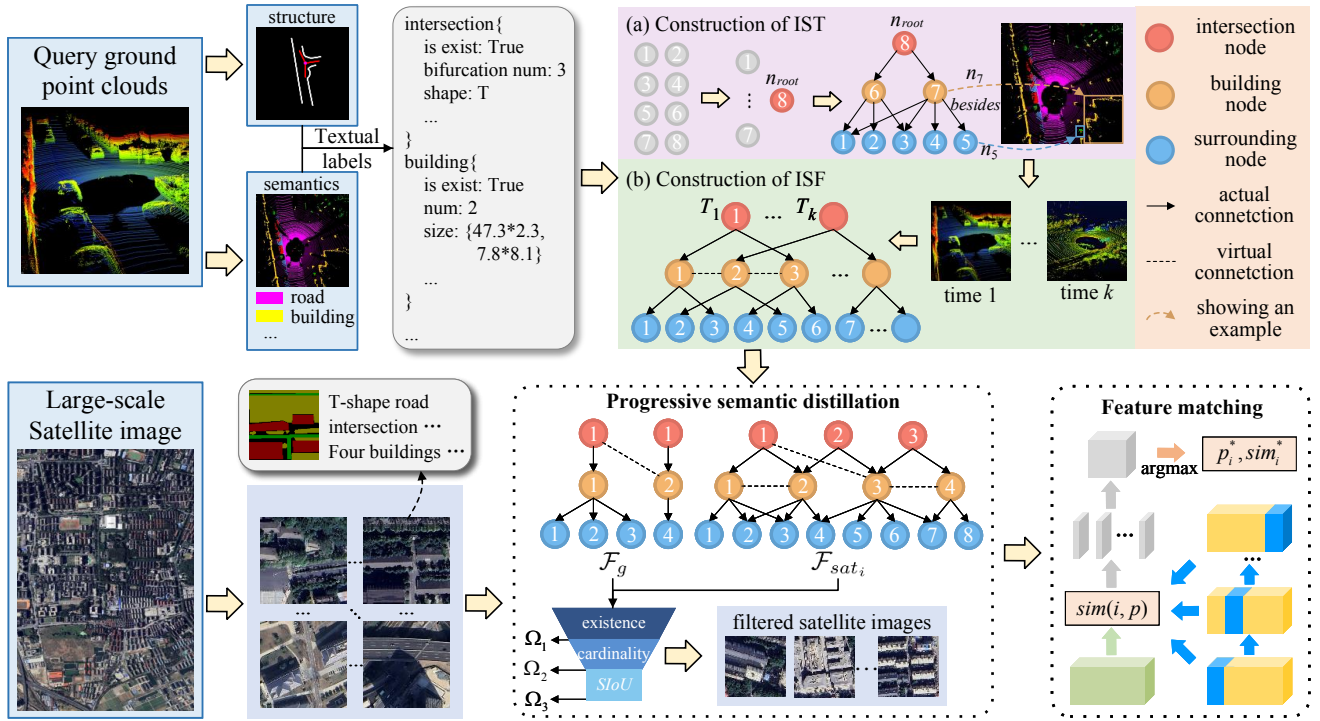 Query ground
point clouds
structure
Textual
labels
semantics
road
building
...
intersection{
is exist: True
bifurcation num: 3
shape: T
...
}
building{
is exist: True
num: 2
size: {47.3*2.3,
7.8*8.1}
...
}
...
(a) Construction of IST
1 2
3 4
5 6
7 8
1
⋮
7
n_root
8
n_root
8
6 7
besides
1 2 3 4 5
n_7
n_5
(b) Construction of ISF
T_1 ... T_k
1
1 2 3 ...
1 2 3 4 5 6 7 ...
...
time 1
time k
intersection
node
building
node
surrounding
node
actual
connetction
virtual
connetction
showing an
example
Large-scale
Satellite image
T-shape road
intersection ...
Four buildings ...
...
... ...
...
Progressive semantic distillation
1 1 1 2 3
1 2 1 2 3 4
1 2 3 4 1 2 3 4 5 6 7 8
F_g
F_sat_i
existence
cardinality
SIoU
Ω_1
Ω_2
Ω_3
filtered satellite images
...
Feature matching
argmax
p_i^*, sim_i^*
...
...
sim(i, p)